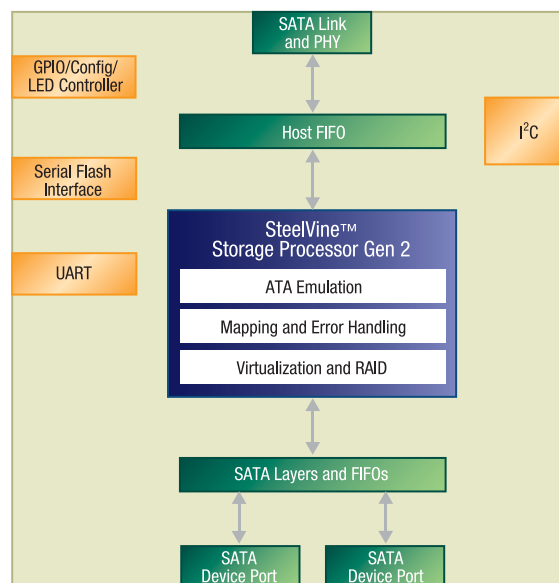 SATA Link
and PHY
GPIO/Config/
LED Controller
Host FIFO
I²C
Serial Flash
Interface
SteelVine™
Storage Processor Gen 2
UART
ATA Emulation
Mapping and Error Handling
Virtualization and RAID
SATA Layers and FIFOs
SATA
Device Port
SATA
Device Port